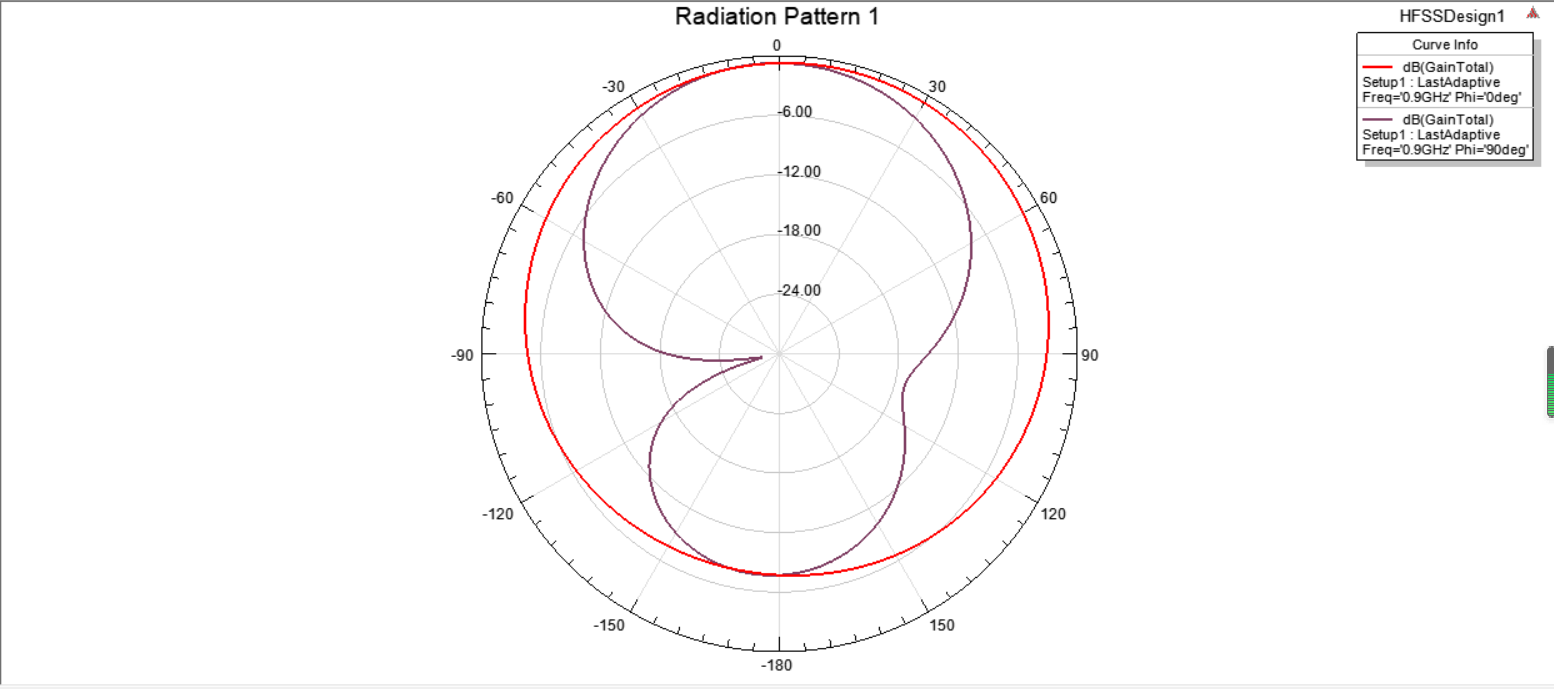 Radiation Pattern 1
HFSSDesign1
Curve Info
dB(GainTotal)
Setup1 : LastAdaptive
Freq='0.9GHz' Phi='0deg'
dB(GainTotal)
Setup1 : LastAdaptive
Freq='0.9GHz' Phi='90deg'
0
-30
30
-6.00
-12.00
-60
60
-18.00
-24.00
-90
90
-120
120
-150
150
-180